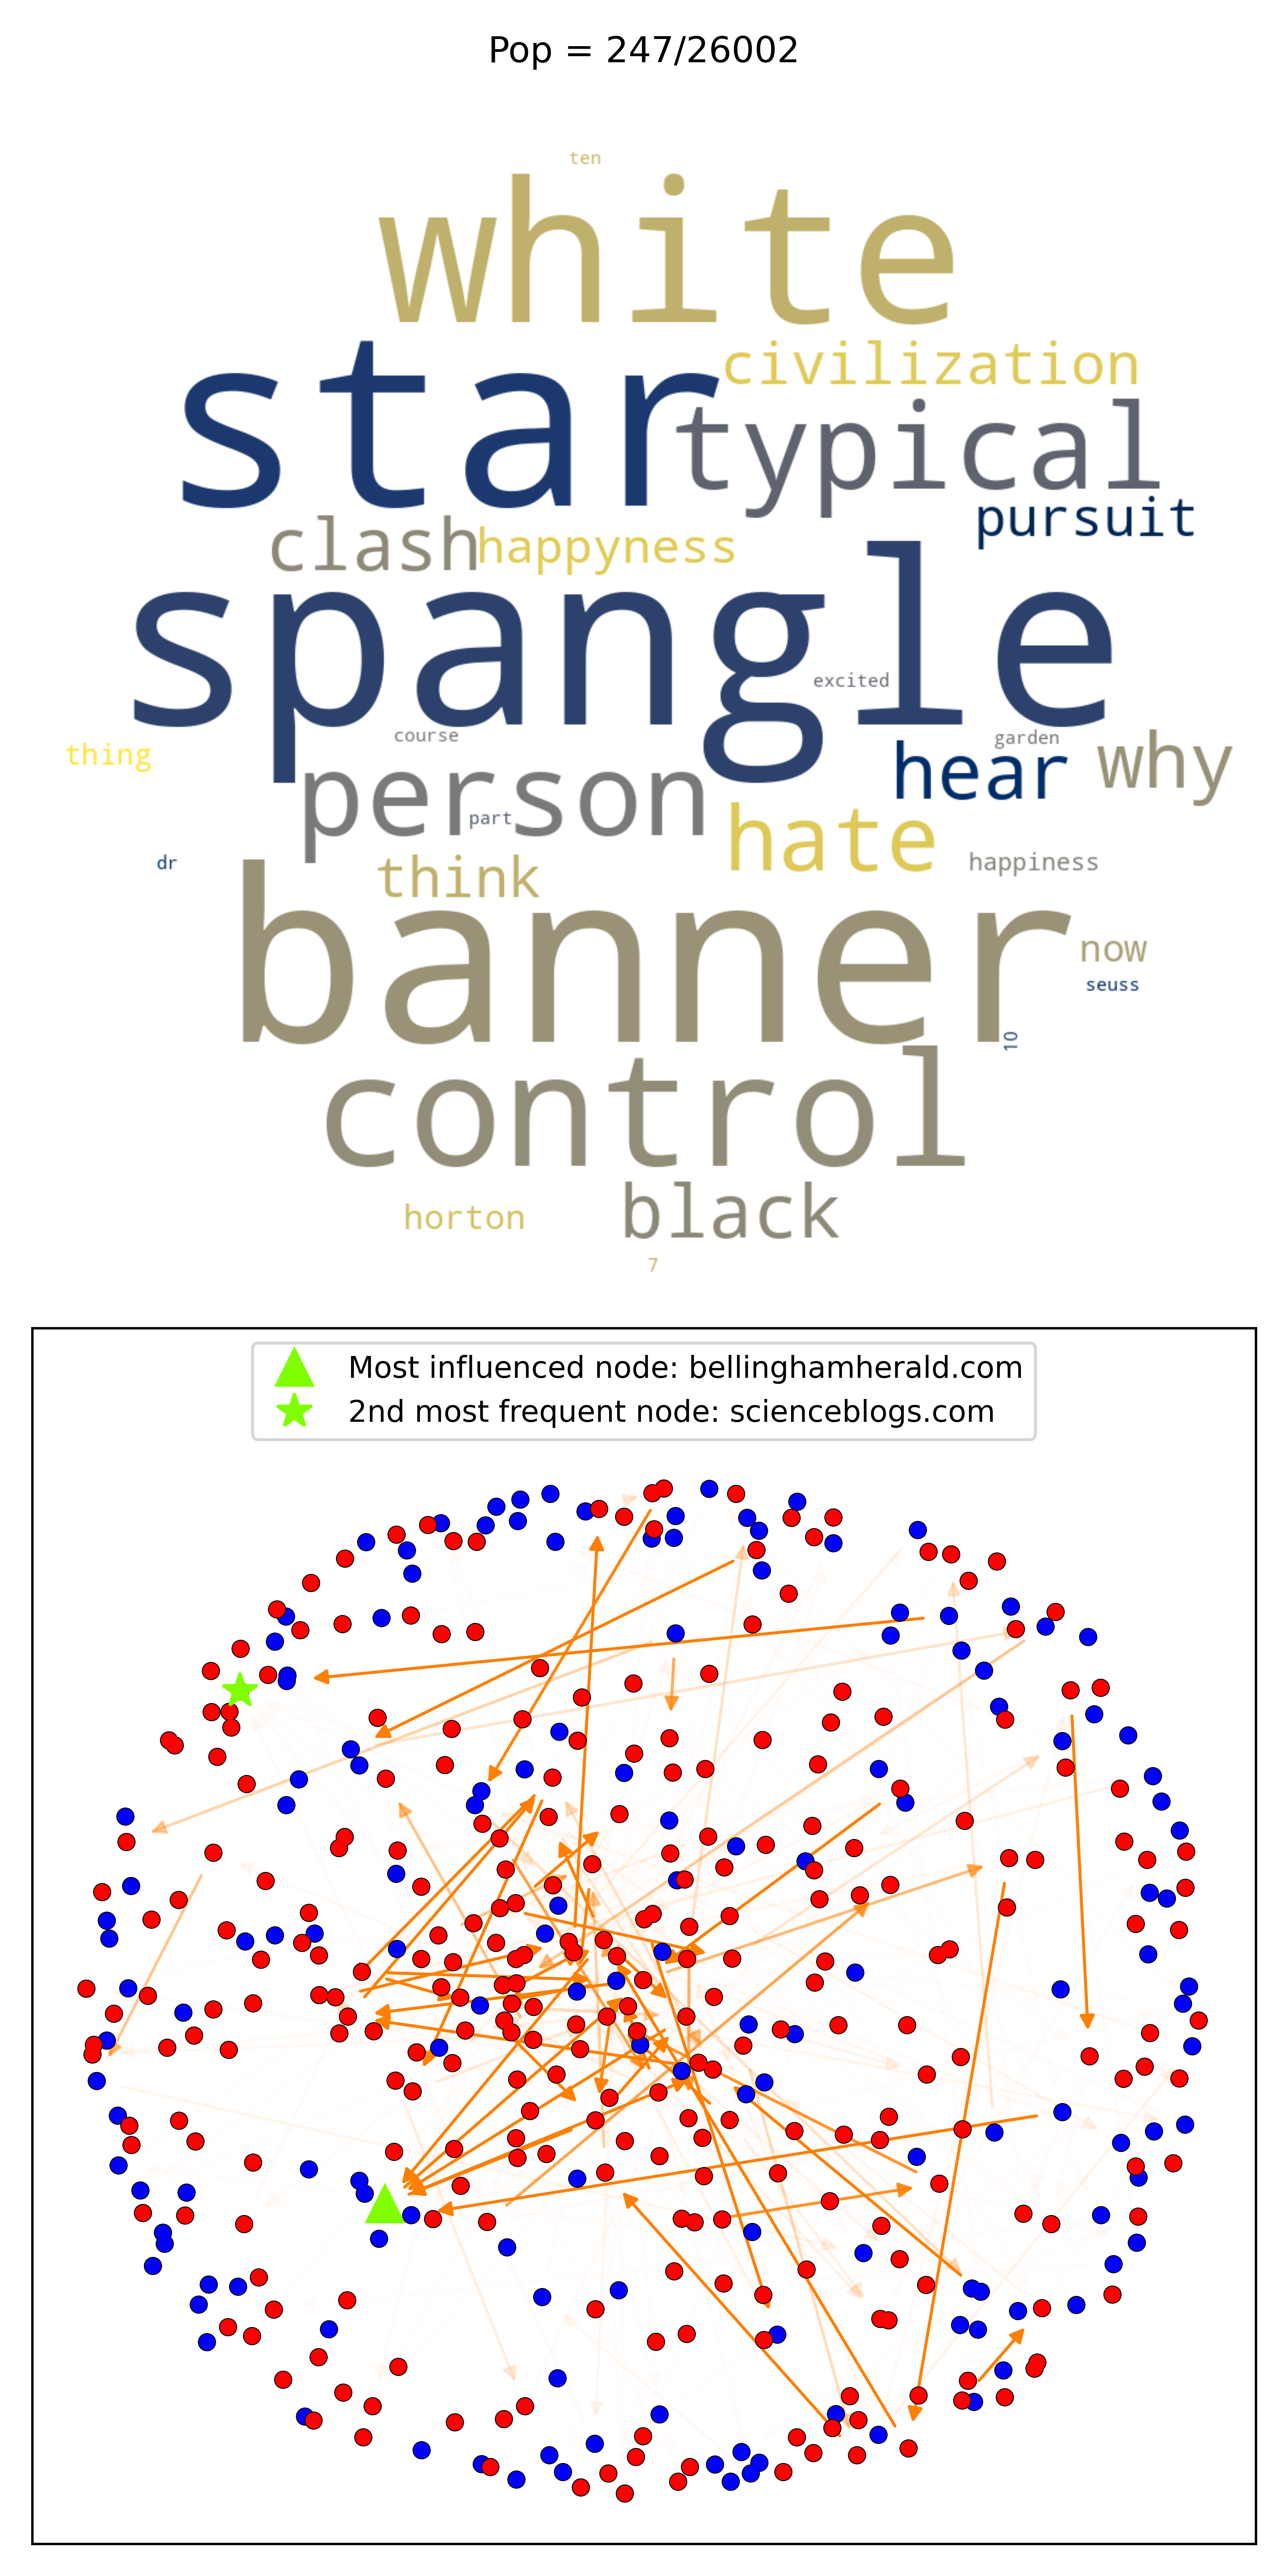 Pop = 247/26002
ten
white
star
civilization
typical
pursuit
clash
happyness
spangle
excited
course
garden
thing
hear
why
person
part
hate
dr
think
happiness
banner
now
seuss
10
control
horton
black
7
Most influenced node: bellinghamherald.com
2nd most frequent node: scienceblogs.com